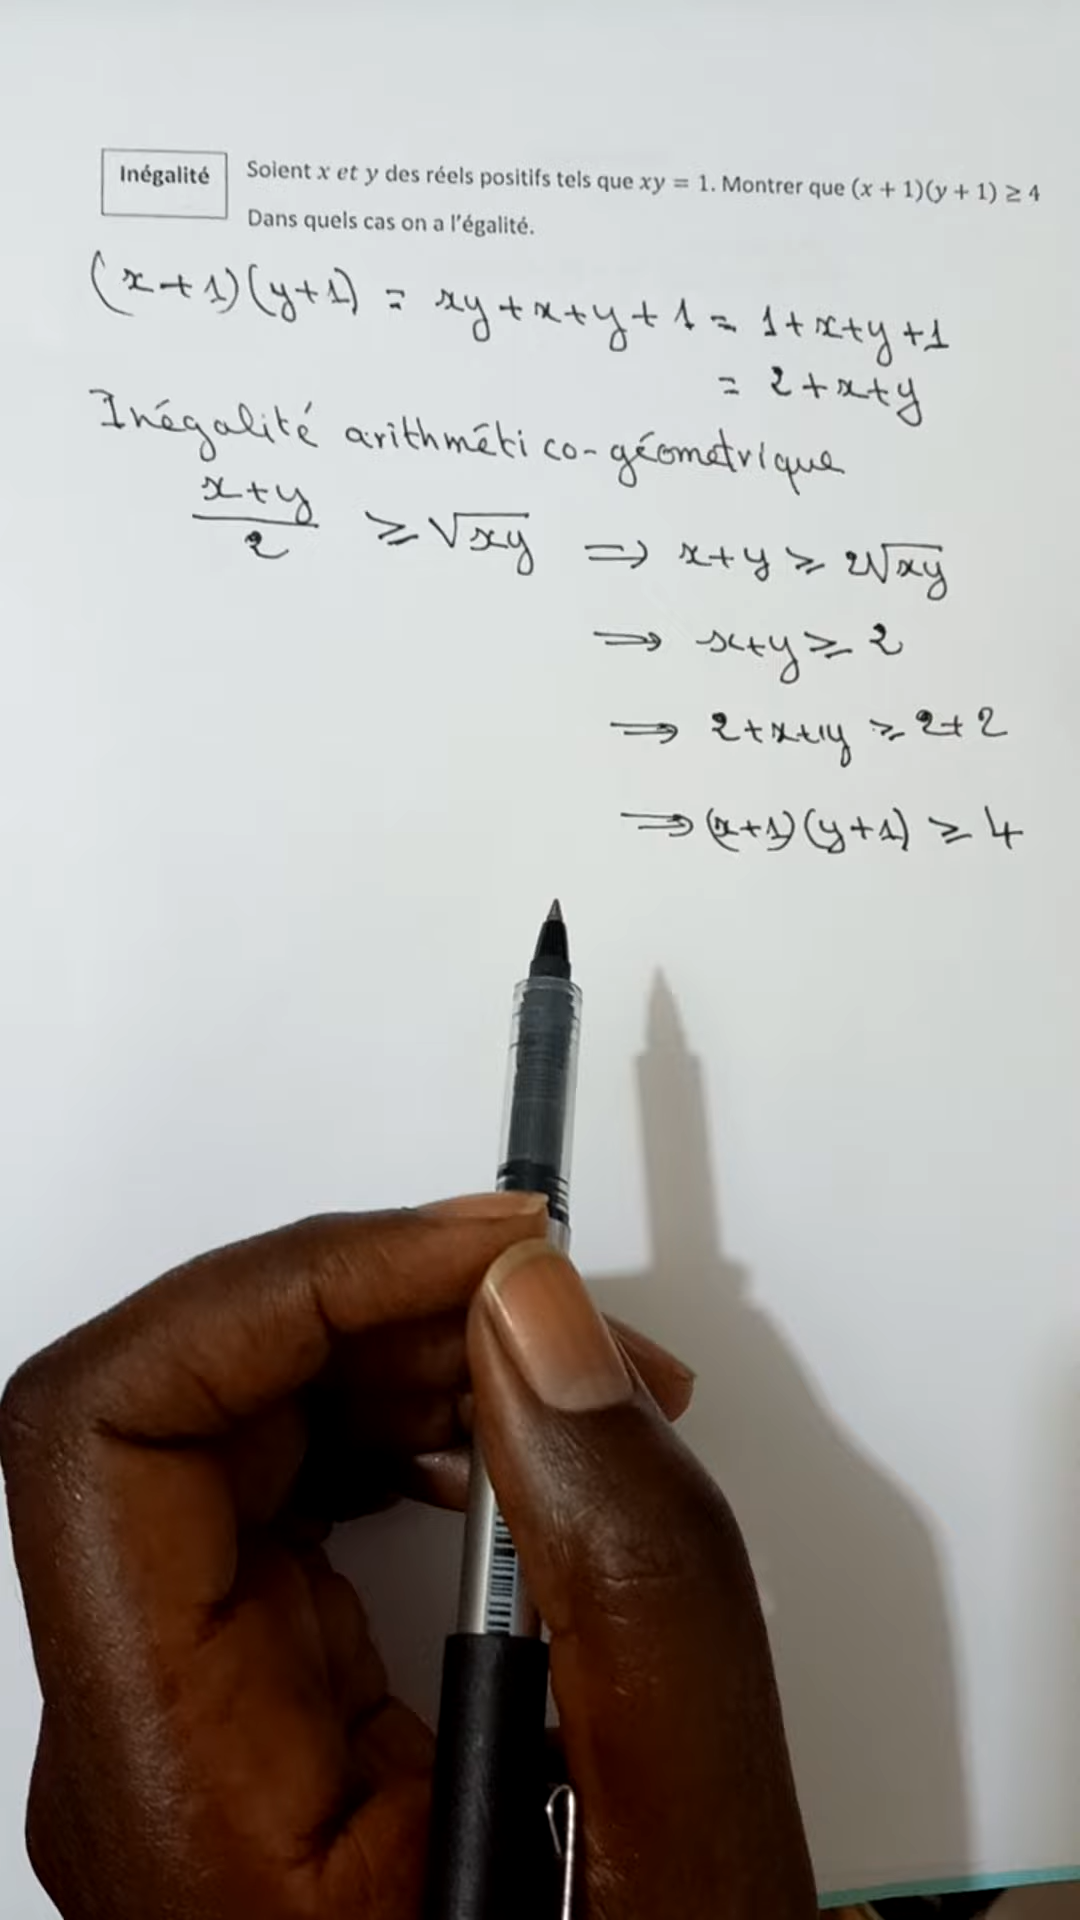 Inégalité
Soient x et y des réels positifs tels que xy = 1. Montrer que (x + 1)(y + 1) ≥ 4
Dans quels cas on a l'égalité.
(x+1)(y+1) = xy+x+y+1 = 1+x+y+1
= 2+x+y
Inégalité arithmético-géométrique
x+y/2 ≥ √xy ⇒ x+y ≥ 2√xy
⇒ x+y ≥ 2
⇒ 2+x+y ≥ 2+2
⇒ (x+1)(y+1) ≥ 4